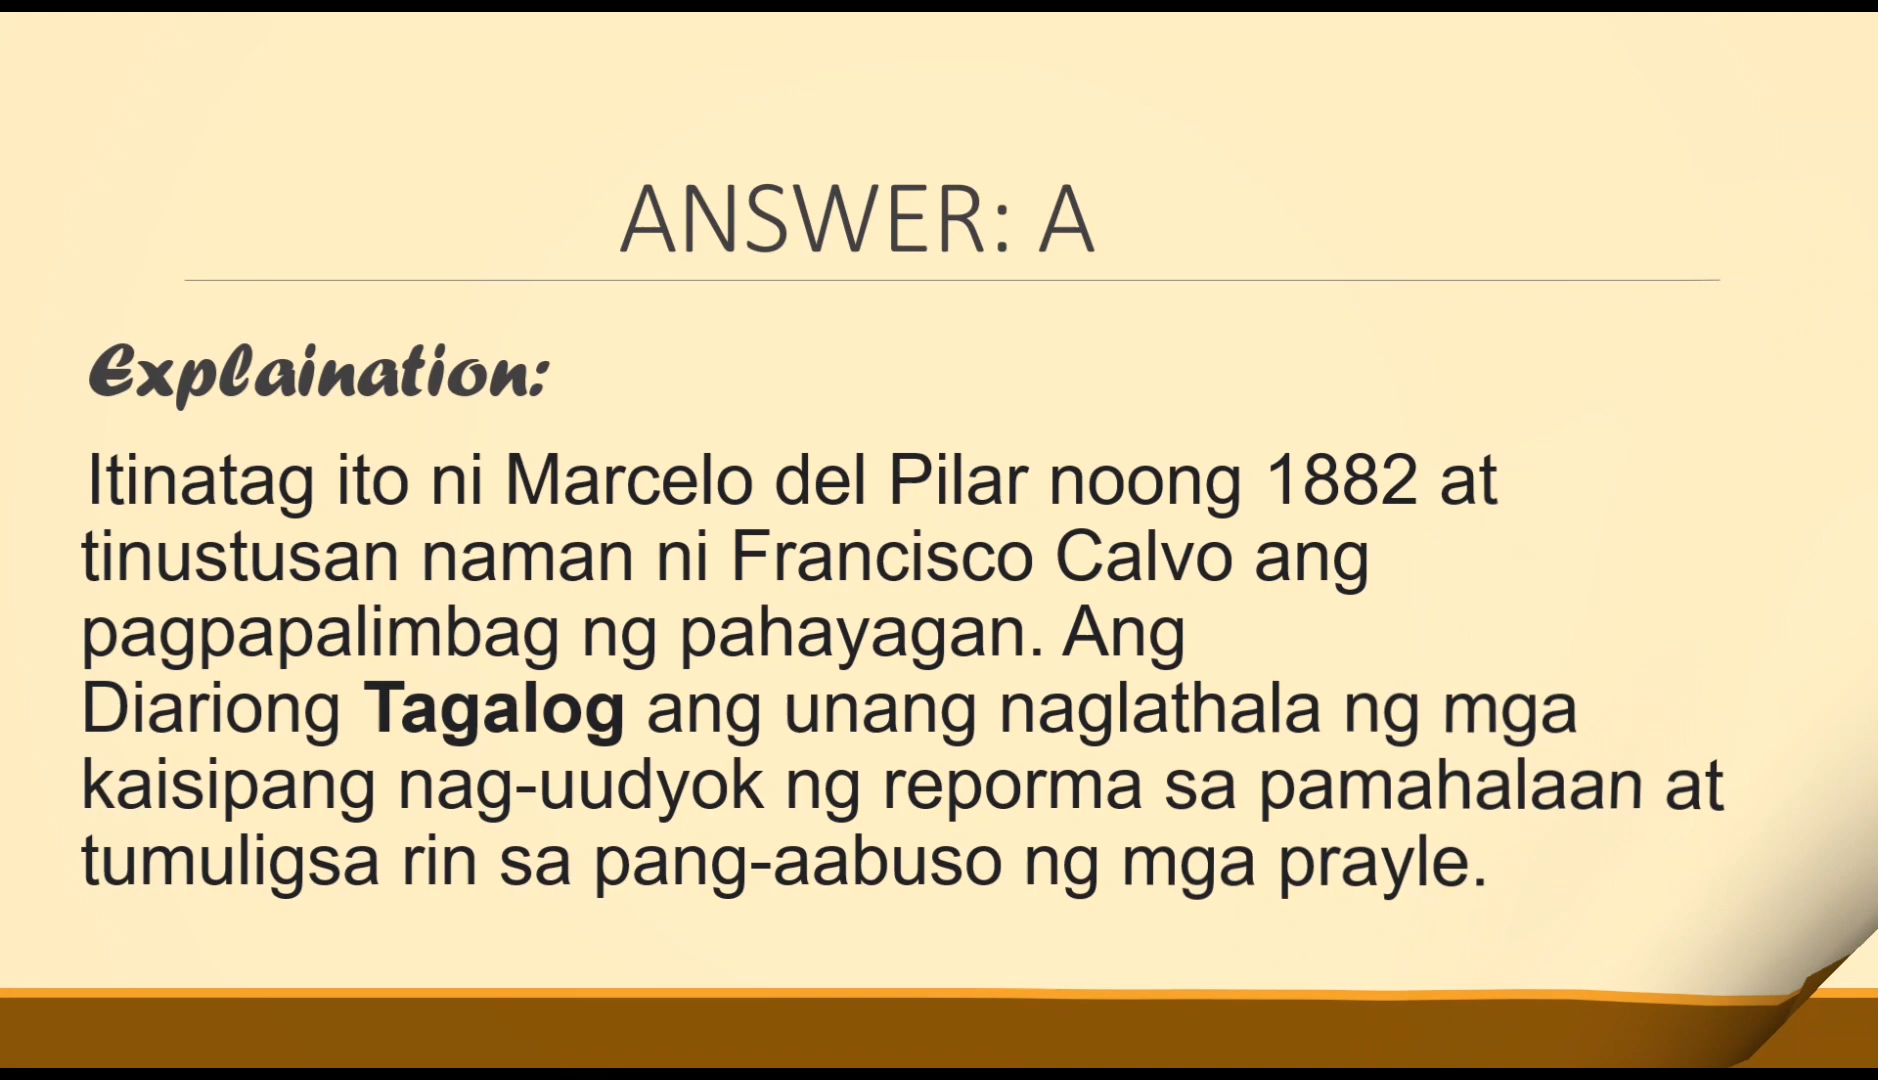 ANSWER: A
Explaination:
Itinatag ito ni Marcelo del Pilar noong 1882 at
tinustusan naman ni Francisco Calvo ang
pagpapalimbag ng pahayagan. Ang
Diariong Tagalog ang unang naglathala ng mga
kaisipang nag-uudyok ng reporma sa pamahalaan at
tumuligsa rin sa pang-aabuso ng mga prayle.